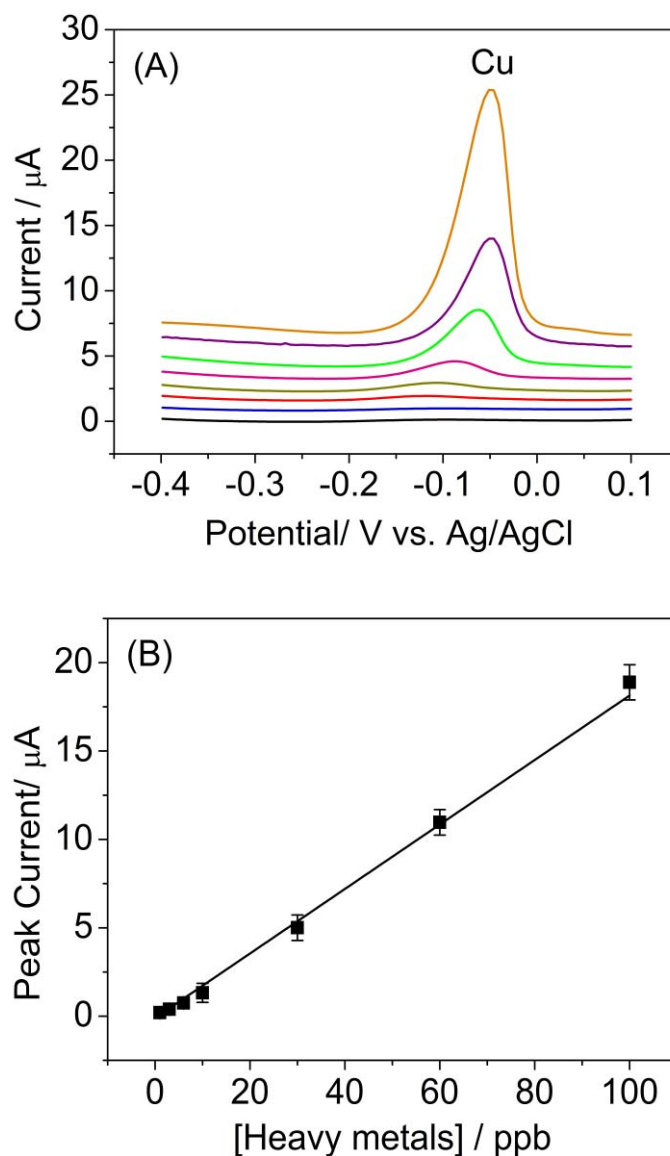 (A)
Cu
30
25
20
15
10
5
0
Current / μA
-0.4 -0.3 -0.2 -0.1 0.0 0.1
Potential/ V vs. Ag/AgCl
(B)
20
15
10
5
0
Peak Current/ μA
0 20 40 60 80 100
[Heavy metals] / ppb